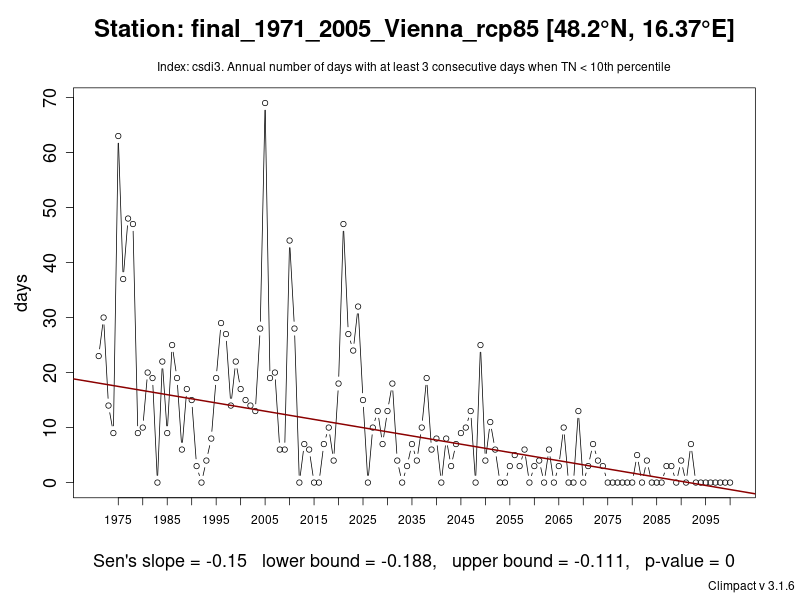 Station: final_1971_2005_Vienna_rcp85 [48.2°N, 16.37°E]
Index: csdi3. Annual number of days with at least 3 consecutive days when TN < 10th percentile
70
60
50
40
30
20
10
0
days
1975 1985 1995 2005 2015 2025 2035 2045 2055 2065 2075 2085 2095
Sen's slope = -0.15 lower bound = -0.188, upper bound = -0.111, p-value = 0
Climpact v 3.1.6